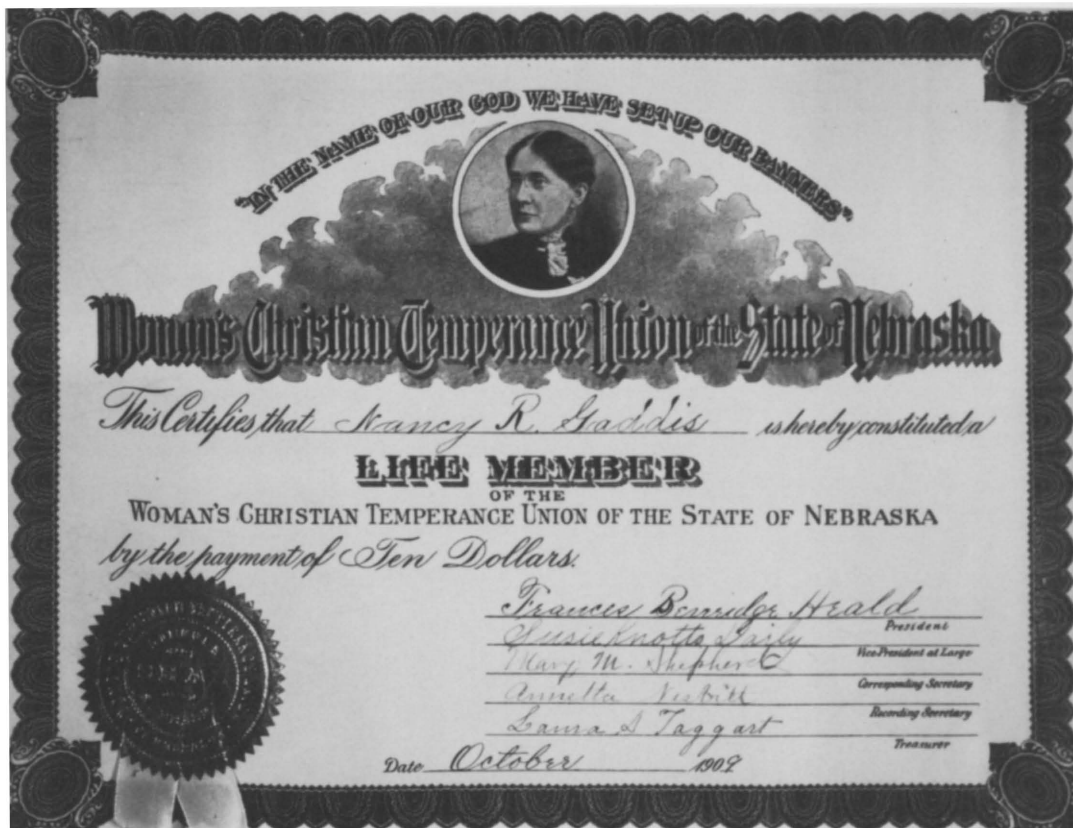 "IN THE NAME OF OUR GOD WE HAVE SET UP OUR BANNERS"
Woman's Christian Temperance Union of the State of Nebraska
This Certifies that Nancy R. Gaddis is hereby constituted a
LIFE MEMBER
OF THE
WOMAN'S CHRISTIAN TEMPERANCE UNION OF THE STATE OF NEBRASKA
by the payment of Ten Dollars.
Frances Beveridge Heald
President
Susie Knotts Daily
Vice-President at Large
Mary M. Shepherd
Corresponding Secretary
Annetta Nesbitt
Recording Secretary
Laura S Taggart
Treasurer
Date October 1909